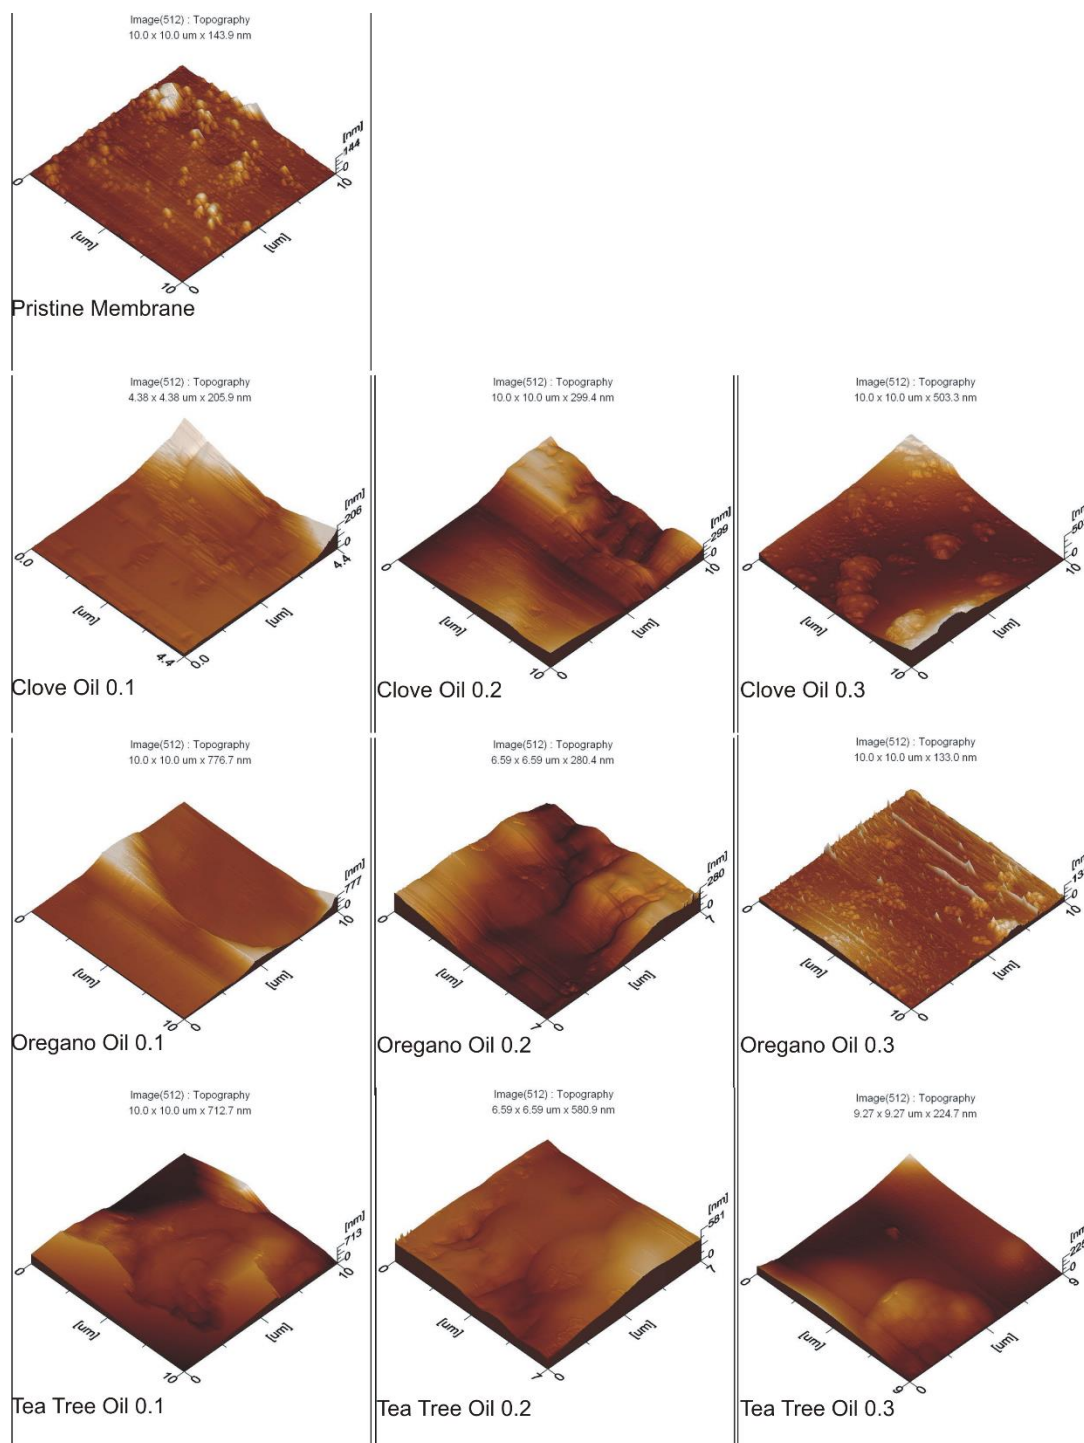 Image(512) : Topography
10.0 x 10.0 um x 143.9 nm
[nm]
144
0
0
10
[um]
[um]
10
0
Pristine Membrane
Image(512) : Topography
4.38 x 4.38 um x 205.9 nm
[nm]
206
0
0.0
4.4
[um]
[um]
4.4
0.0
Clove Oil 0.1
Image(512) : Topography
10.0 x 10.0 um x 299.4 nm
[nm]
299
0
0
10
[um]
[um]
10
0
Clove Oil 0.2
Image(512) : Topography
10.0 x 10.0 um x 503.3 nm
[nm]
50
0
0
10
[um]
[um]
10
0
Clove Oil 0.3
Image(512) : Topography
10.0 x 10.0 um x 776.7 nm
[nm]
777
0
0
10
[um]
[um]
10
0
Oregano Oil 0.1
Image(512) : Topography
6.59 x 6.59 um x 280.4 nm
[nm]
280
0
0
7
[um]
[um]
7
0
Oregano Oil 0.2
Image(512) : Topography
10.0 x 10.0 um x 133.0 nm
[nm]
13
0
0
10
[um]
[um]
10
0
Oregano Oil 0.3
Image(512) : Topography
10.0 x 10.0 um x 712.7 nm
[nm]
713
0
0
10
[um]
[um]
10
0
Tea Tree Oil 0.1
Image(512) : Topography
6.59 x 6.59 um x 580.9 nm
[nm]
581
0
0
7
[um]
[um]
7
0
Tea Tree Oil 0.2
Image(512) : Topography
9.27 x 9.27 um x 224.7 nm
[nm]
225
0
0
9
[um]
[um]
9
0
Tea Tree Oil 0.3